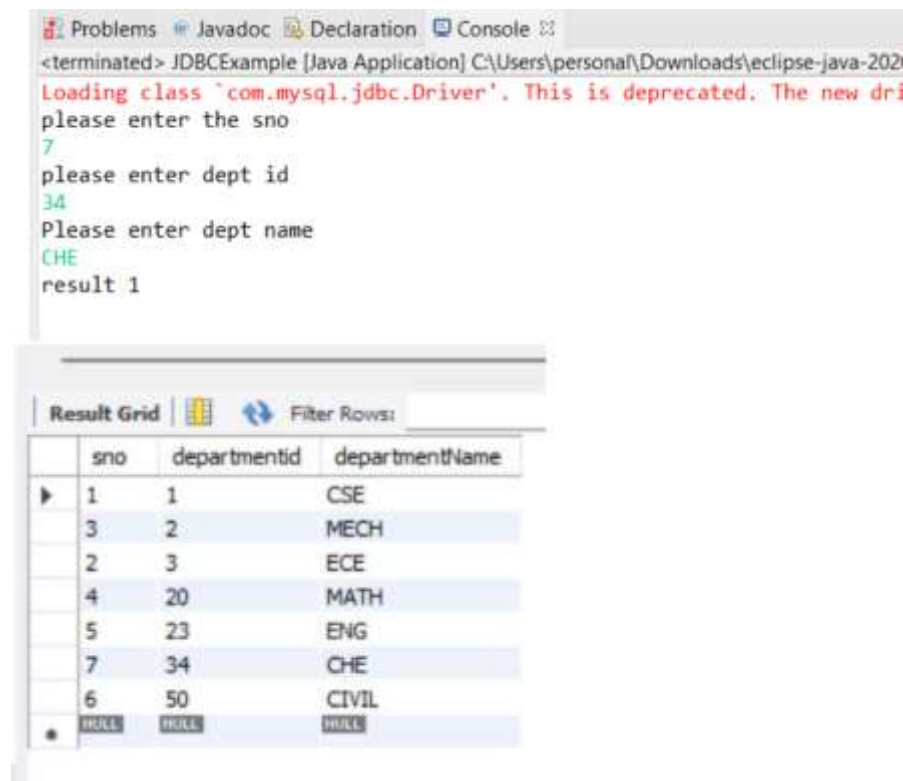 Problems Javadoc Declaration Console
<terminated> JDBCExample [Java Application] C:\Users\personal\Downloads\eclipse-java-202
Loading class `com.mysql.jdbc.Driver'. This is deprecated. The new dri
please enter the sno
7
please enter dept id
34
Please enter dept name
CHE
result 1
Result Grid Filter Rows:
sno departmentid departmentName
1 1 CSE
3 2 MECH
2 3 ECE
4 20 MATH
5 23 ENG
7 34 CHE
6 50 CIVIL
NULL NULL NULL